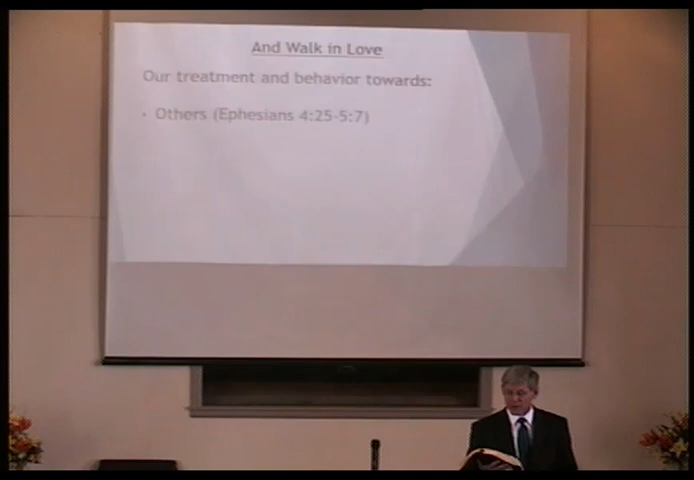 And Walk in Love
Our treatment and behavior towards:
· Others (Ephesians 4:25-5:7)